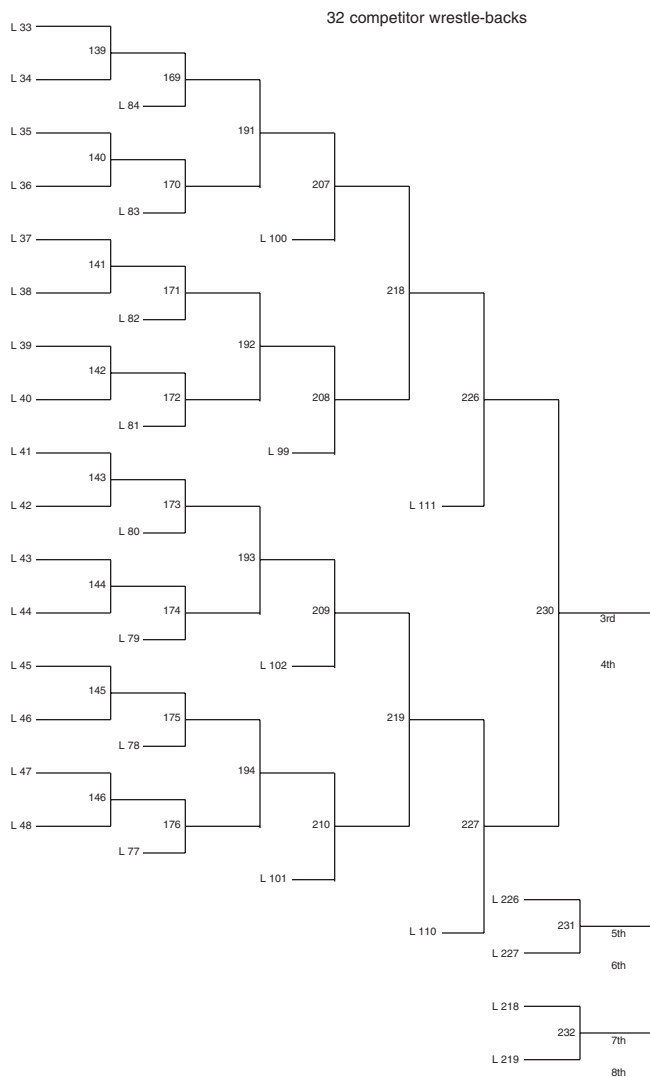 32 competitor wrestle-backs
L 33
139
L 34
169
L 84
191
L 35
140
L 36
170
L 83
207
L 100
L 37
141
L 38
171
L 82
218
192
L 39
142
L 40
172
L 81
208
L 99
226
L 41
143
L 42
173
L 80
L 111
193
L 43
144
L 44
174
L 79
209
L 102
230
3rd
4th
L 45
145
L 46
175
L 78
219
194
L 47
146
L 48
176
L 77
210
L 101
227
L 110
L 226
231
5th
L 227
6th
L 218
232
7th
L 219
8th